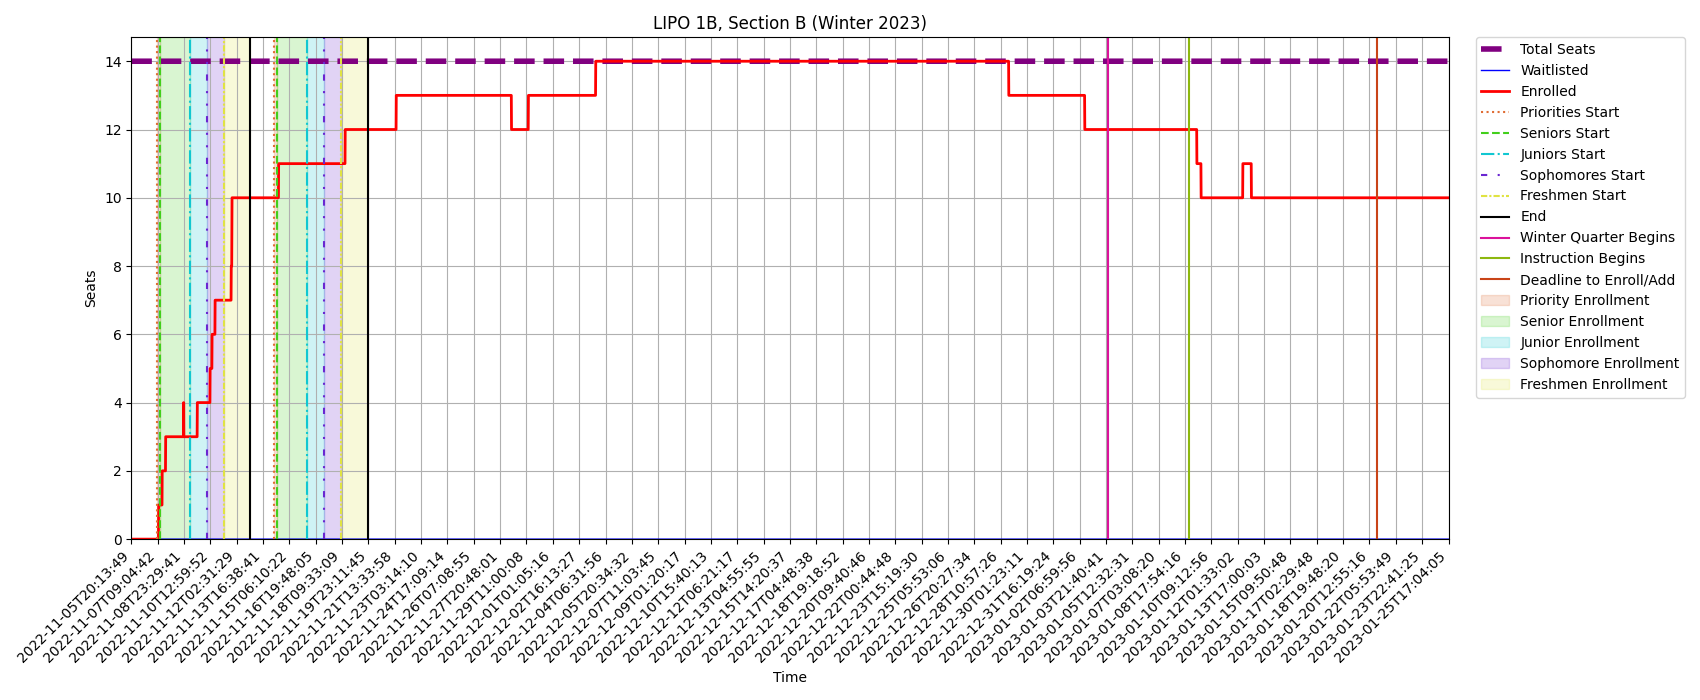 LIPO 1B, Section B (Winter 2023)
Seats
14
12
10
8
6
4
2
0
2022-11-05T20:13:49
2022-11-07T09:04:42
2022-11-08T23:29:41
2022-11-10T12:59:52
2022-11-12T02:31:29
2022-11-13T16:38:41
2022-11-15T06:10:22
2022-11-16T19:48:05
2022-11-18T09:33:09
2022-11-19T23:11:45
2022-11-21T13:33:58
2022-11-23T03:14:10
2022-11-24T17:09:14
2022-11-26T07:08:55
2022-11-27T20:48:01
2022-11-29T11:00:08
2022-12-01T01:05:16
2022-12-02T16:13:27
2022-12-04T06:31:56
2022-12-05T20:34:32
2022-12-07T11:03:45
2022-12-09T01:20:17
2022-12-10T15:40:13
2022-12-12T06:21:17
2022-12-13T04:55:55
2022-12-15T14:20:37
2022-12-17T04:48:38
2022-12-18T19:18:52
2022-12-20T09:40:46
2022-12-22T00:44:48
2022-12-23T15:19:30
2022-12-25T05:53:06
2022-12-26T20:27:34
2022-12-28T10:57:26
2022-12-30T01:23:11
2022-12-31T16:19:24
2023-01-02T06:59:56
2023-01-03T21:40:41
2023-01-05T12:32:31
2023-01-07T03:08:20
2023-01-08T17:54:16
2023-01-10T09:12:56
2023-01-12T01:33:02
2023-01-13T17:00:03
2023-01-15T09:50:48
2023-01-17T02:29:48
2023-01-18T19:48:20
2023-01-20T12:55:16
2023-01-22T05:53:49
2023-01-23T22:41:25
2023-01-25T17:04:05
Time
Total Seats
Waitlisted
Enrolled
Priorities Start
Seniors Start
Juniors Start
Sophomores Start
Freshmen Start
End
Winter Quarter Begins
Instruction Begins
Deadline to Enroll/Add
Priority Enrollment
Senior Enrollment
Junior Enrollment
Sophomore Enrollment
Freshmen Enrollment